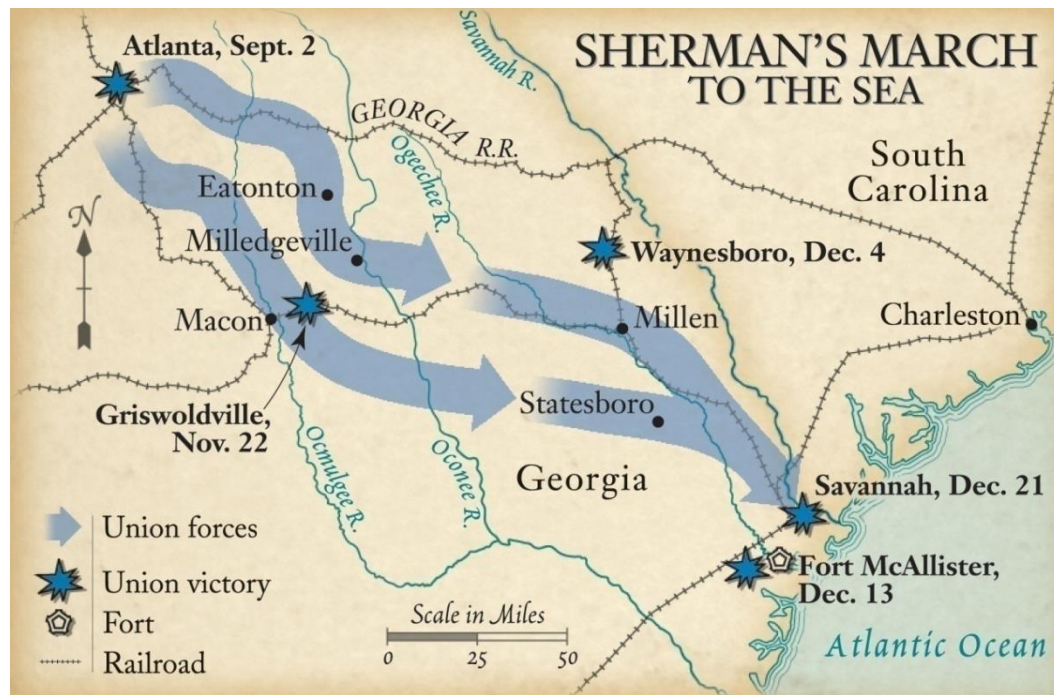 SHERMAN'S MARCH
TO THE SEA
Atlanta, Sept. 2
Savannah R.
GEORGIA R.R.
Ogeechee R.
South
Carolina
Eatonton
Milledgeville
Waynesboro, Dec. 4
N
Macon
Millen
Charleston
Griswoldville,
Nov. 22
Statesboro
Ocmulgee R.
Oconee R.
Georgia
Savannah, Dec. 21
Fort McAllister,
Dec. 13
Atlantic Ocean
Union forces
Union victory
Fort
Railroad
Scale in Miles
0 25 50